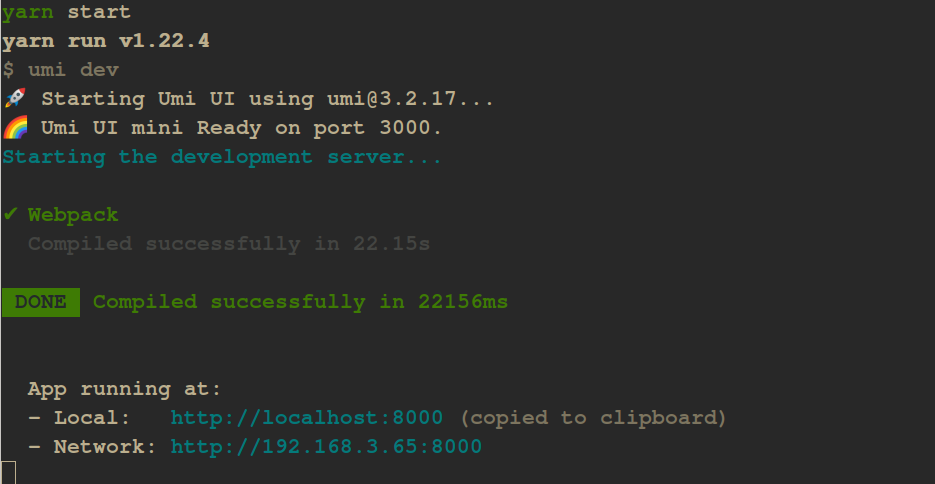 yarn start
yarn run v1.22.4
$ umi dev
🚀 Starting Umi UI using umi@3.2.17...
🌈 Umi UI mini Ready on port 3000.
Starting the development server...
✔ Webpack
Compiled successfully in 22.15s
DONE Compiled successfully in 22156ms
App running at:
- Local: http://localhost:8000 (copied to clipboard)
- Network: http://192.168.3.65:8000